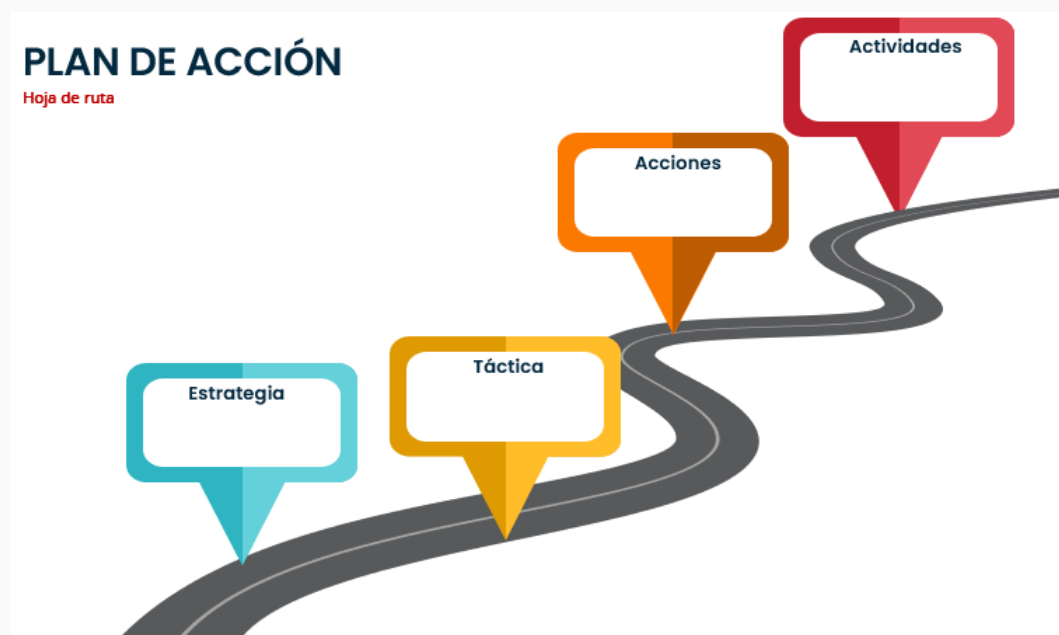 PLAN DE ACCIÓN
Hoja de ruta
Estrategia
Táctica
Acciones
Actividades